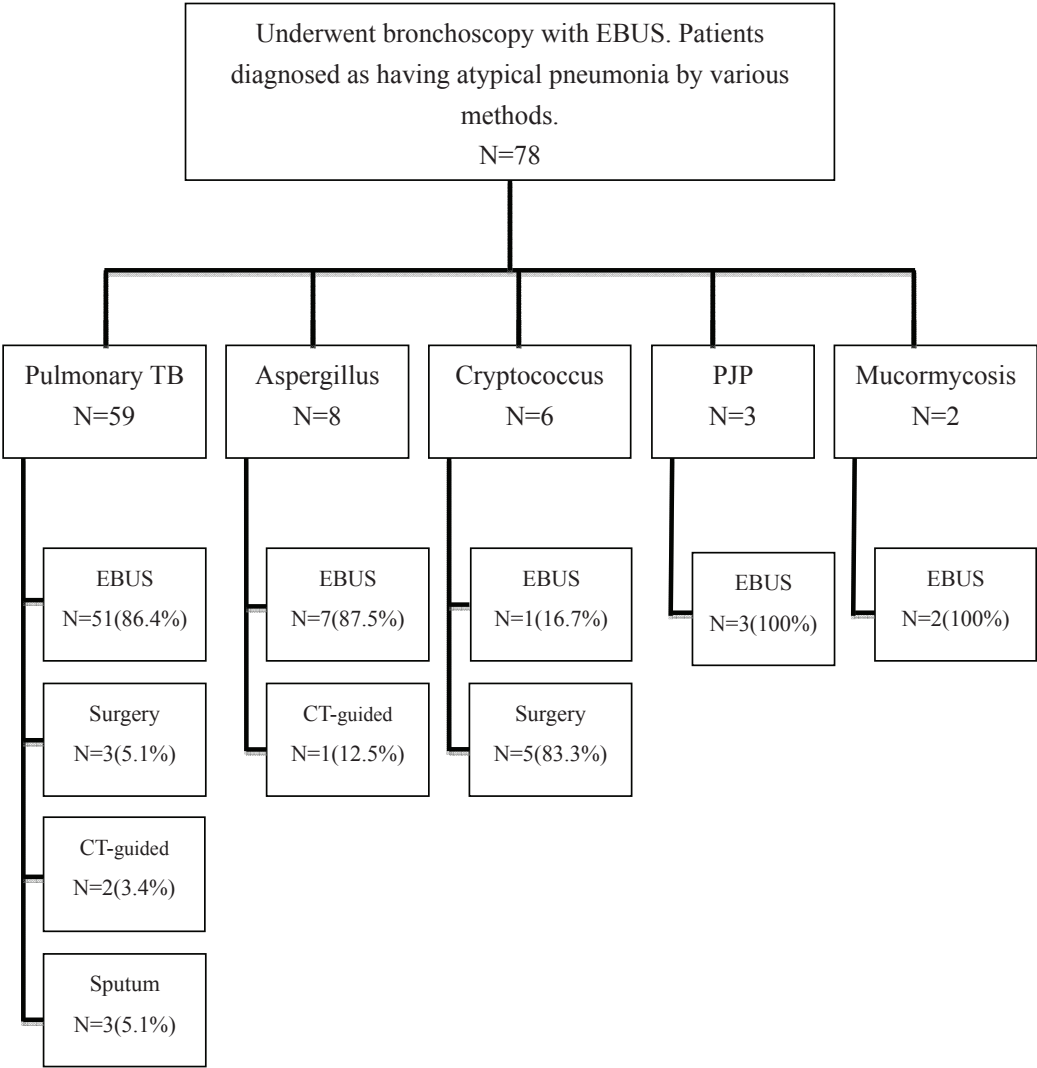 Underwent bronchoscopy with EBUS. Patients
diagnosed as having atypical pneumonia by various
methods.
N=78
Pulmonary TB
N=59
Aspergillus
N=8
Cryptococcus
N=6
PJP
N=3
Mucormycosis
N=2
EBUS
N=51(86.4%)
Surgery
N=3(5.1%)
CT-guided
N=2(3.4%)
Sputum
N=3(5.1%)
EBUS
N=7(87.5%)
CT-guided
N=1(12.5%)
EBUS
N=1(16.7%)
Surgery
N=5(83.3%)
EBUS
N=3(100%)
EBUS
N=2(100%)